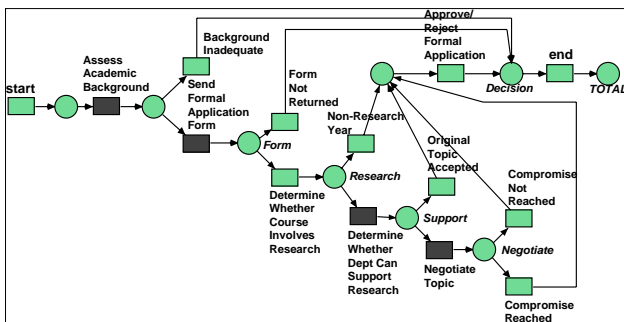 Approve/
Reject
Formal
Application
Background
Inadequate
end
Assess
Academic
Background
Decision
TOTAL
start
Send
Formal
Application
Form
Form
Not
Returned
Non-Research
Year
Form
Original
Topic
Accepted
Research
Compromise
Not
Reached
Determine
Whether
Course
Involves
Research
Support
Determine
Whether
Dept Can
Support
Research
Negotiate
Topic
Negotiate
Compromise
Reached